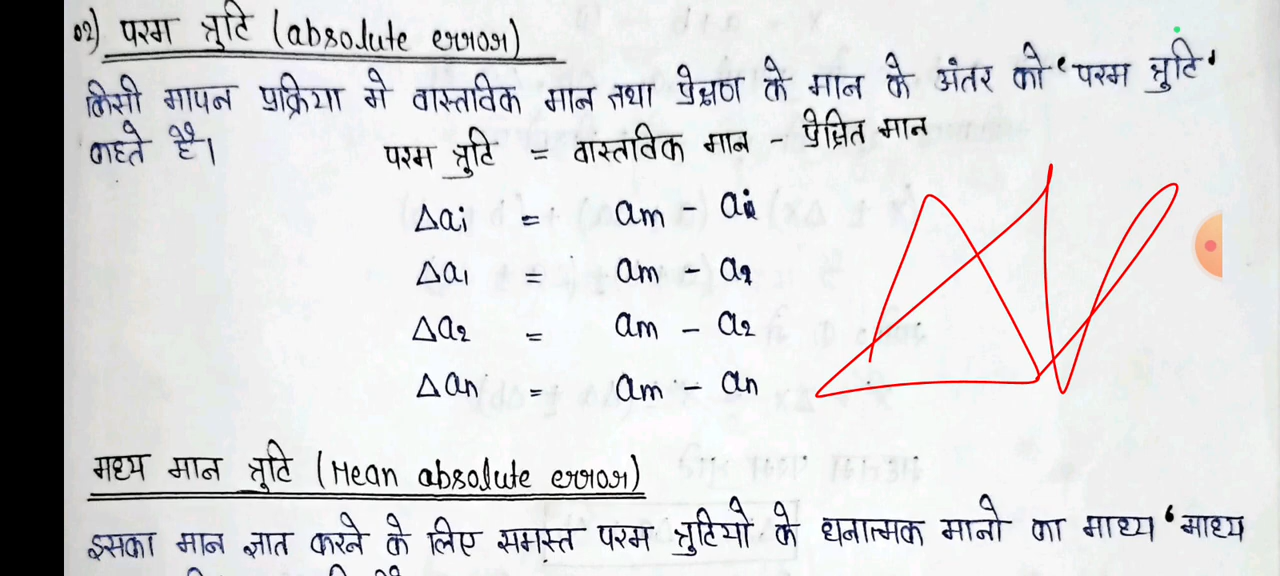 02) परम त्रुटि (absolute error)
किसी मापन प्रक्रिया मे वास्तविक मान तथा प्रेक्षण के मान के अंतर को 'परम त्रुटि'
कहते है।
परम त्रुटि = वास्तविक मान - प्रेक्षित मान
Δai = am - ai
Δa1 = am - a1
Δa2 = am - a2
Δan = am - an
मध्य मान त्रुटि (Mean absolute error)
इसका मान ज्ञात करने के लिए समस्त परम त्रुटियो के धनात्मक मानो का माध्य 'माध्य